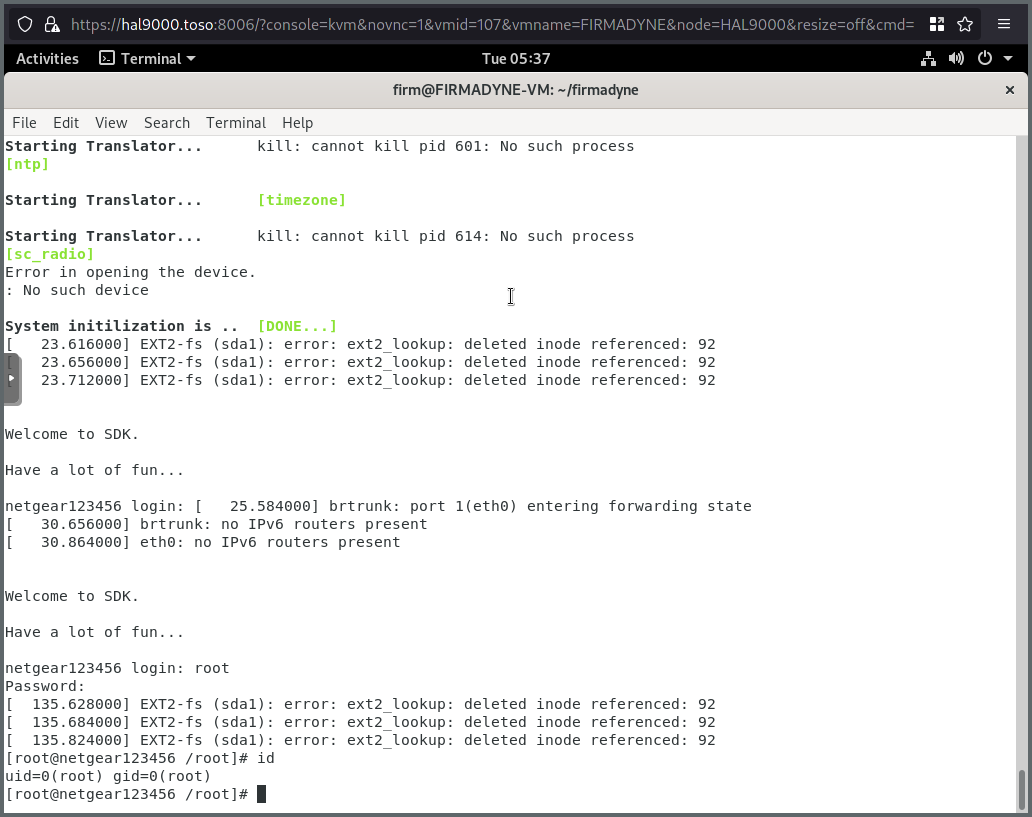 https://hal9000.toso:8006/?console=kvm&novnc=1&vmid=107&vmname=FIRMADYNE&node=HAL9000&resize=off&cmd=
Activities Terminal Tue 05:37
firm@FIRMADYNE-VM: ~/firmadyne
File Edit View Search Terminal Help
Starting Translator...      kill: cannot kill pid 601: No such process
[ntp]
Starting Translator...      [timezone]
Starting Translator...      kill: cannot kill pid 614: No such process
[sc_radio]
Error in opening the device.
: No such device
System initilization is ..  [DONE...]
[   23.616000] EXT2-fs (sda1): error: ext2_lookup: deleted inode referenced: 92
[   23.656000] EXT2-fs (sda1): error: ext2_lookup: deleted inode referenced: 92
[   23.712000] EXT2-fs (sda1): error: ext2_lookup: deleted inode referenced: 92
Welcome to SDK.
Have a lot of fun...
netgear123456 login: [   25.584000] brtrunk: port 1(eth0) entering forwarding state
[   30.656000] brtrunk: no IPv6 routers present
[   30.864000] eth0: no IPv6 routers present
Welcome to SDK.
Have a lot of fun...
netgear123456 login: root
Password:
[  135.628000] EXT2-fs (sda1): error: ext2_lookup: deleted inode referenced: 92
[  135.684000] EXT2-fs (sda1): error: ext2_lookup: deleted inode referenced: 92
[  135.824000] EXT2-fs (sda1): error: ext2_lookup: deleted inode referenced: 92
[root@netgear123456 /root]# id
uid=0(root) gid=0(root)
[root@netgear123456 /root]#